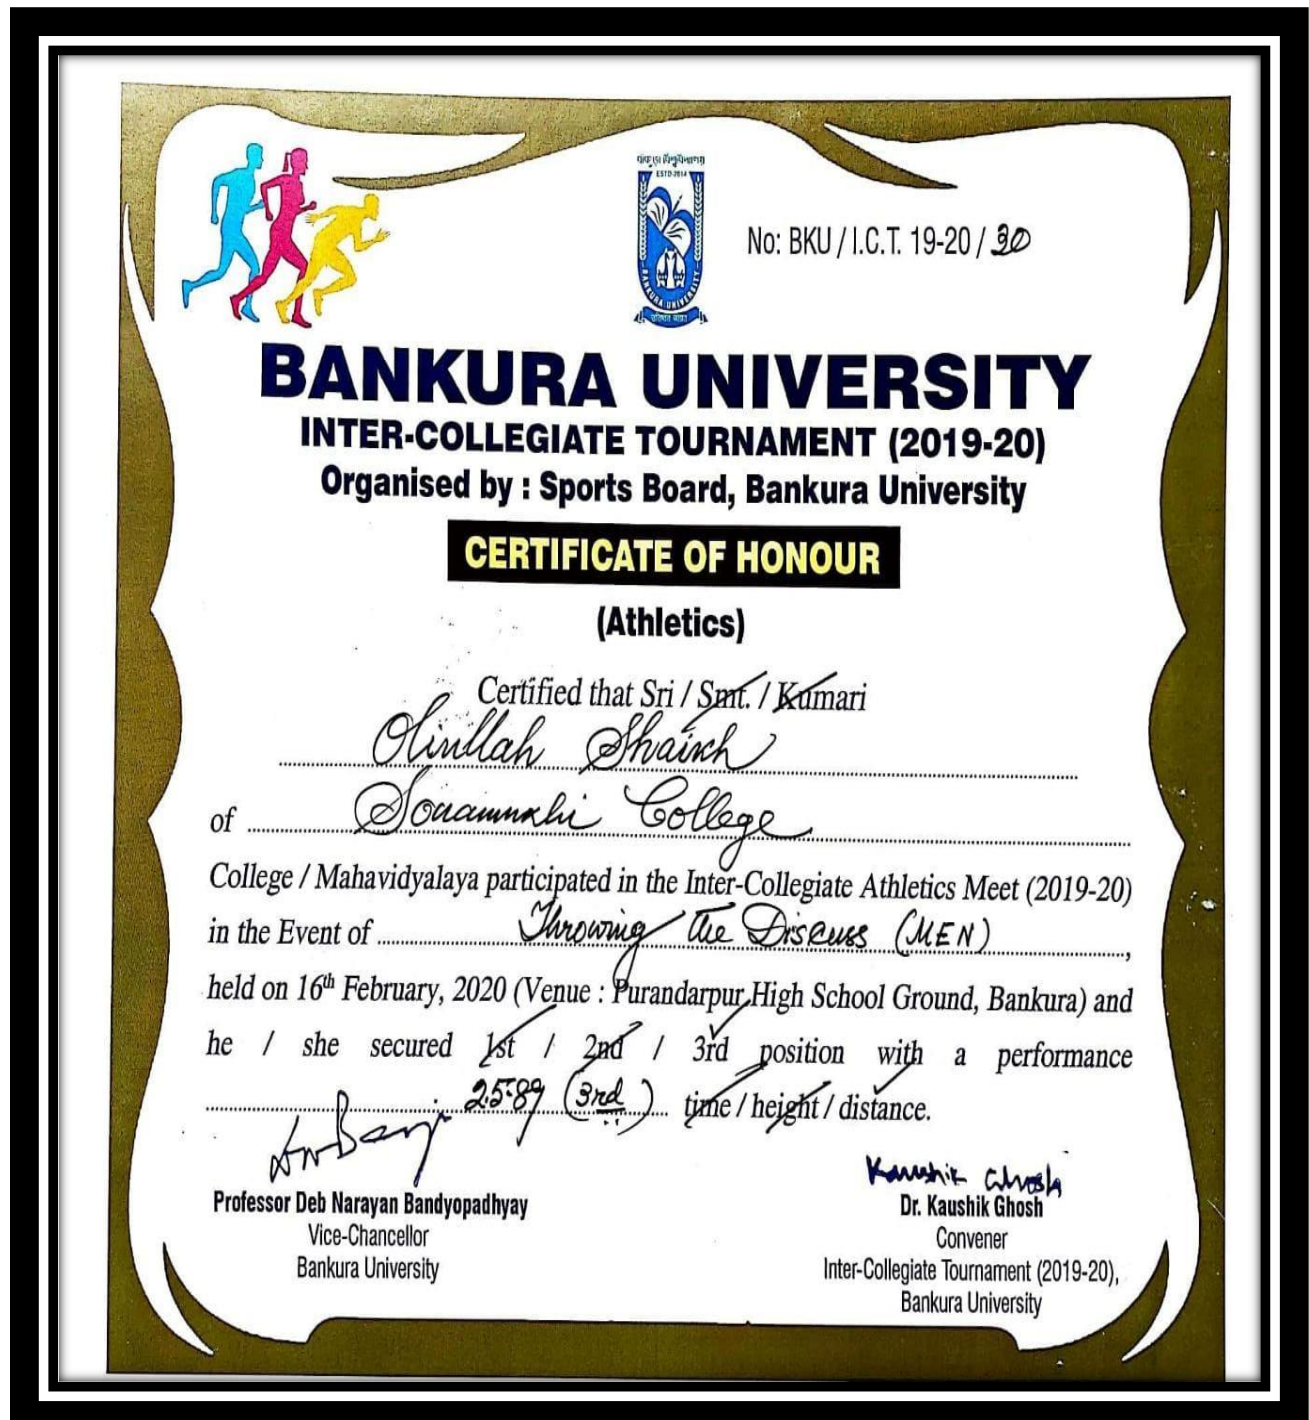 ESTD-2014
BANKURA UNIVERSITY
No: BKU / I.C.T. 19-20 / 30
BANKURA UNIVERSITY
INTER-COLLEGIATE TOURNAMENT (2019-20)
Organised by : Sports Board, Bankura University
CERTIFICATE OF HONOUR
(Athletics)
Certified that Sri / Smt. / Kumari
Shaikh
of Sonamukhi College
College / Mahavidyalaya participated in the Inter-Collegiate Athletics Meet (2019-20)
in the Event of Throwing The Discuss (MEN),
held on 16th February, 2020 (Venue : Purandarpur High School Ground, Bankura) and
he / she secured 1st / 2nd / 3rd position with a performance
25.89 (3rd) time / height / distance.
Kaushik Ghosh
Professor Deb Narayan Bandyopadhyay
Vice-Chancellor
Bankura University
Dr. Kaushik Ghosh
Convener
Inter-Collegiate Tournament (2019-20),
Bankura University